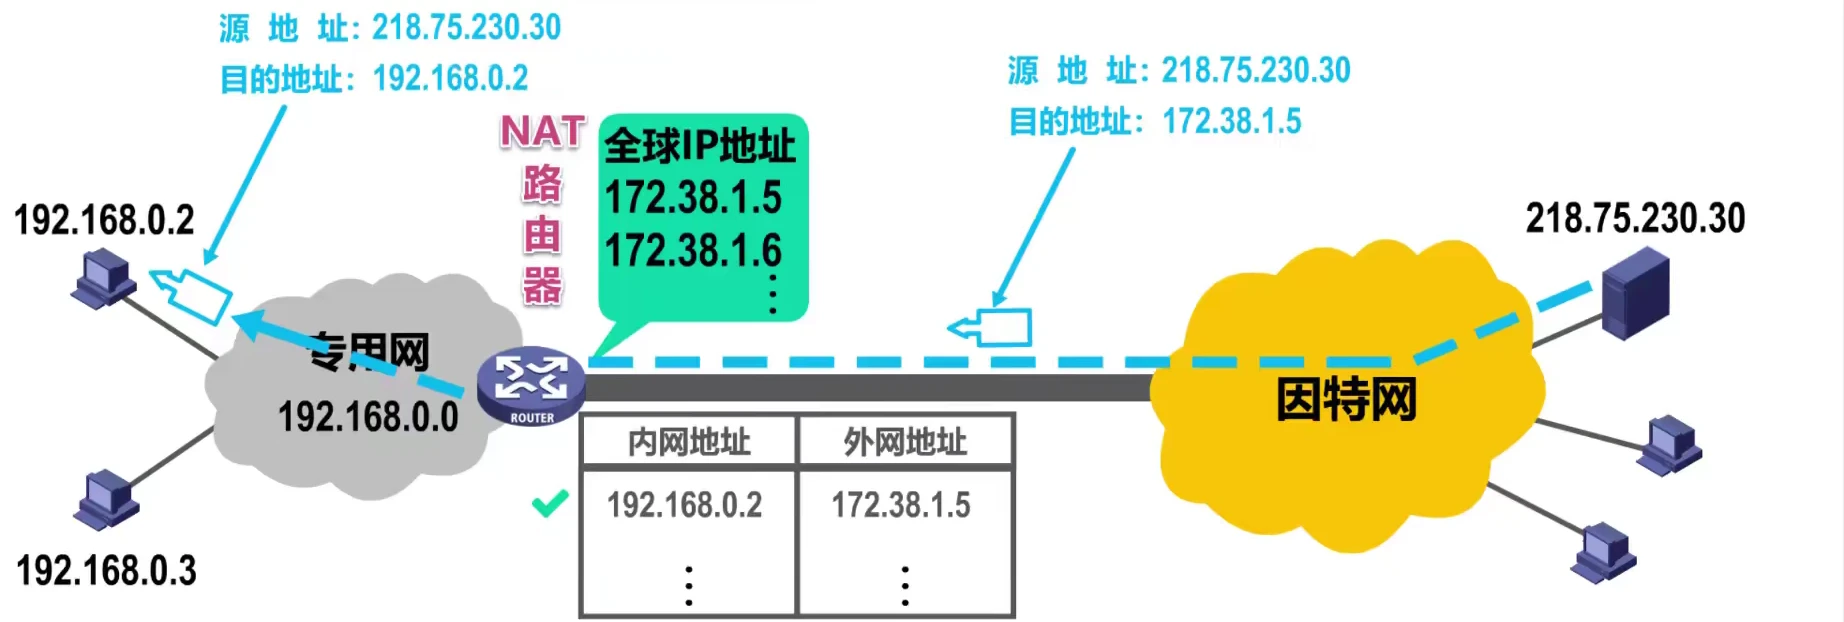 源 地 址: 218.75.230.30
目的地址: 192.168.0.2
源 地 址: 218.75.230.30
目的地址: 172.38.1.5
NAT
路
由
器
全球IP地址
172.38.1.5
172.38.1.6
⋮
192.168.0.2
218.75.230.30
专用网
192.168.0.0
ROUTER
因特网
内网地址 外网地址
192.168.0.2 172.38.1.5
⋮ ⋮
192.168.0.3